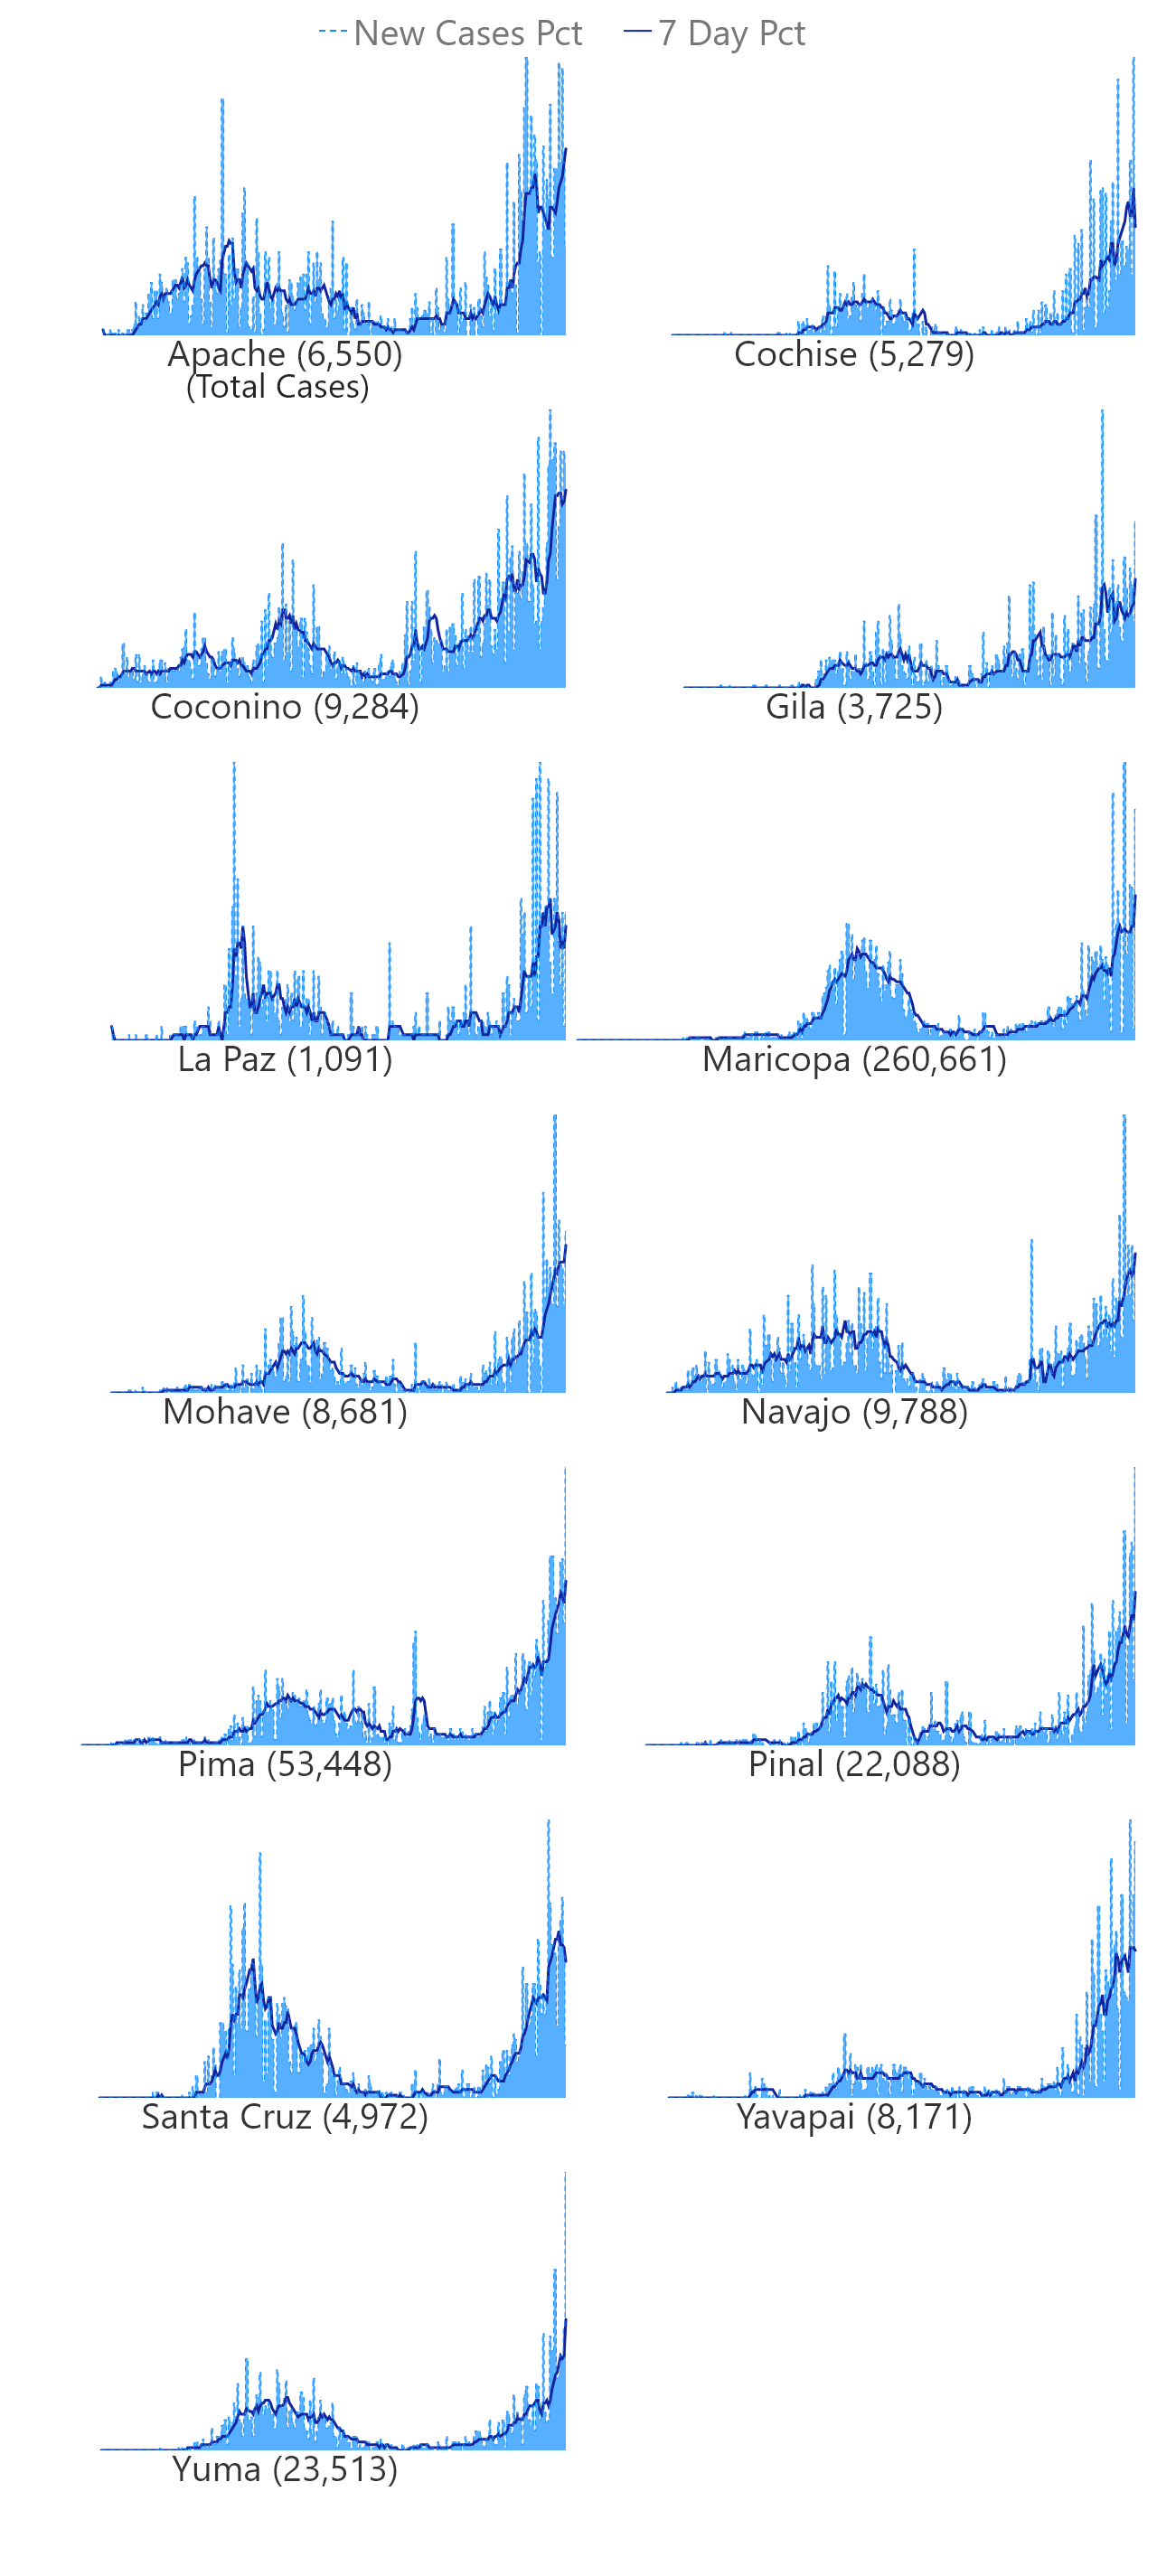 New Cases Pct 7 Day Pct
Apache (6,550) Cochise (5,279)
(Total Cases)
Coconino (9,284) Gila (3,725)
La Paz (1,091) Maricopa (260,661)
Mohave (8,681) Navajo (9,788)
Pima (53,448) Pinal (22,088)
Santa Cruz (4,972) Yavapai (8,171)
Yuma (23,513)